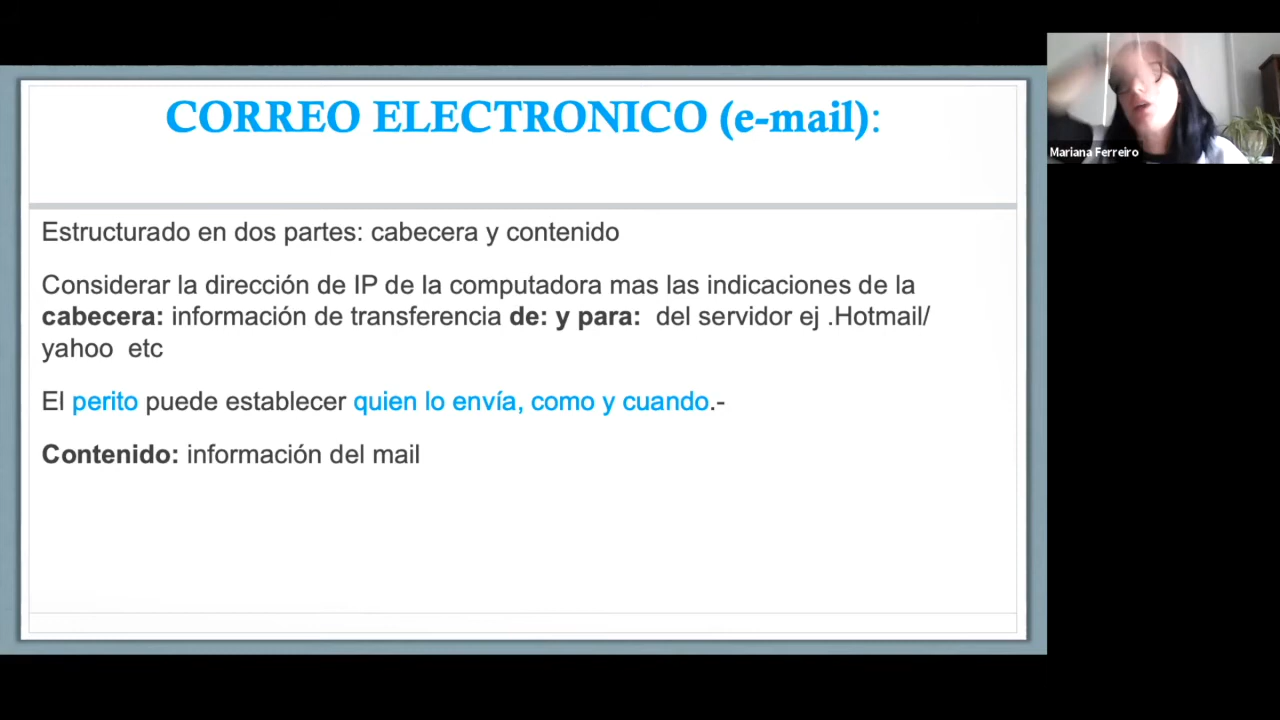 CORREO ELECTRONICO (e-mail):
Mariana Ferreiro
Estructurado en dos partes: cabecera y contenido
Considerar la dirección de IP de la computadora mas las indicaciones de la
cabecera: información de transferencia de: y para:  del servidor ej .Hotmail/
yahoo  etc
El perito puede establecer quien lo envía, como y cuando.-
Contenido: información del mail